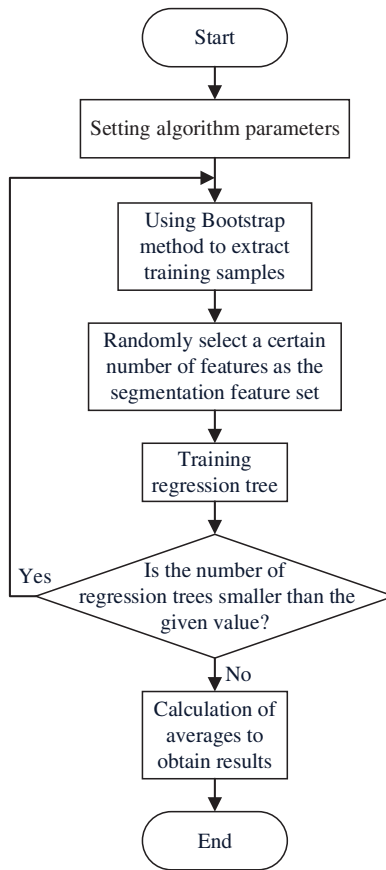 Start
Setting algorithm parameters
Using Bootstrap
method to extract
training samples
Randomly select a certain
number of features as the
segmentation feature set
Training
regression tree
Yes
Is the number of
regression trees smaller than the
given value?
No
Calculation of
averages to
obtain results
End